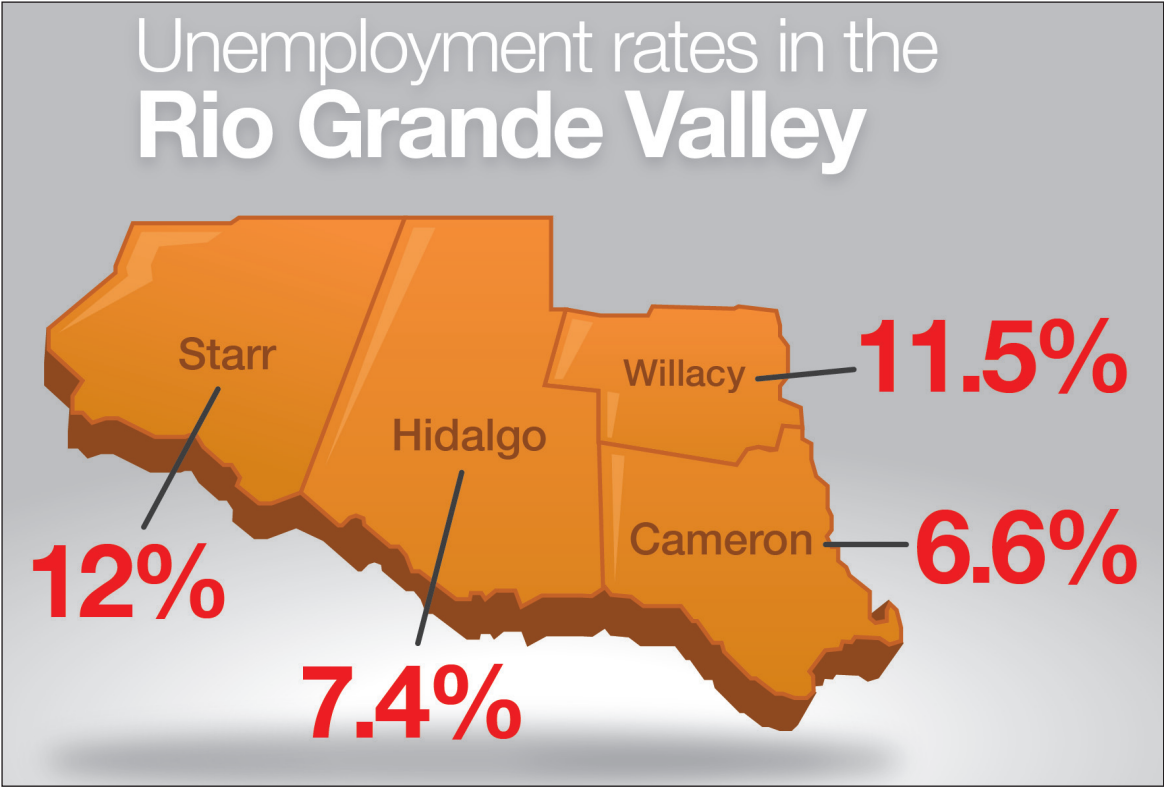 Unemployment rates in the
Rio Grande Valley
Starr
Willacy
11.5%
Hidalgo
Cameron
6.6%
12%
7.4%